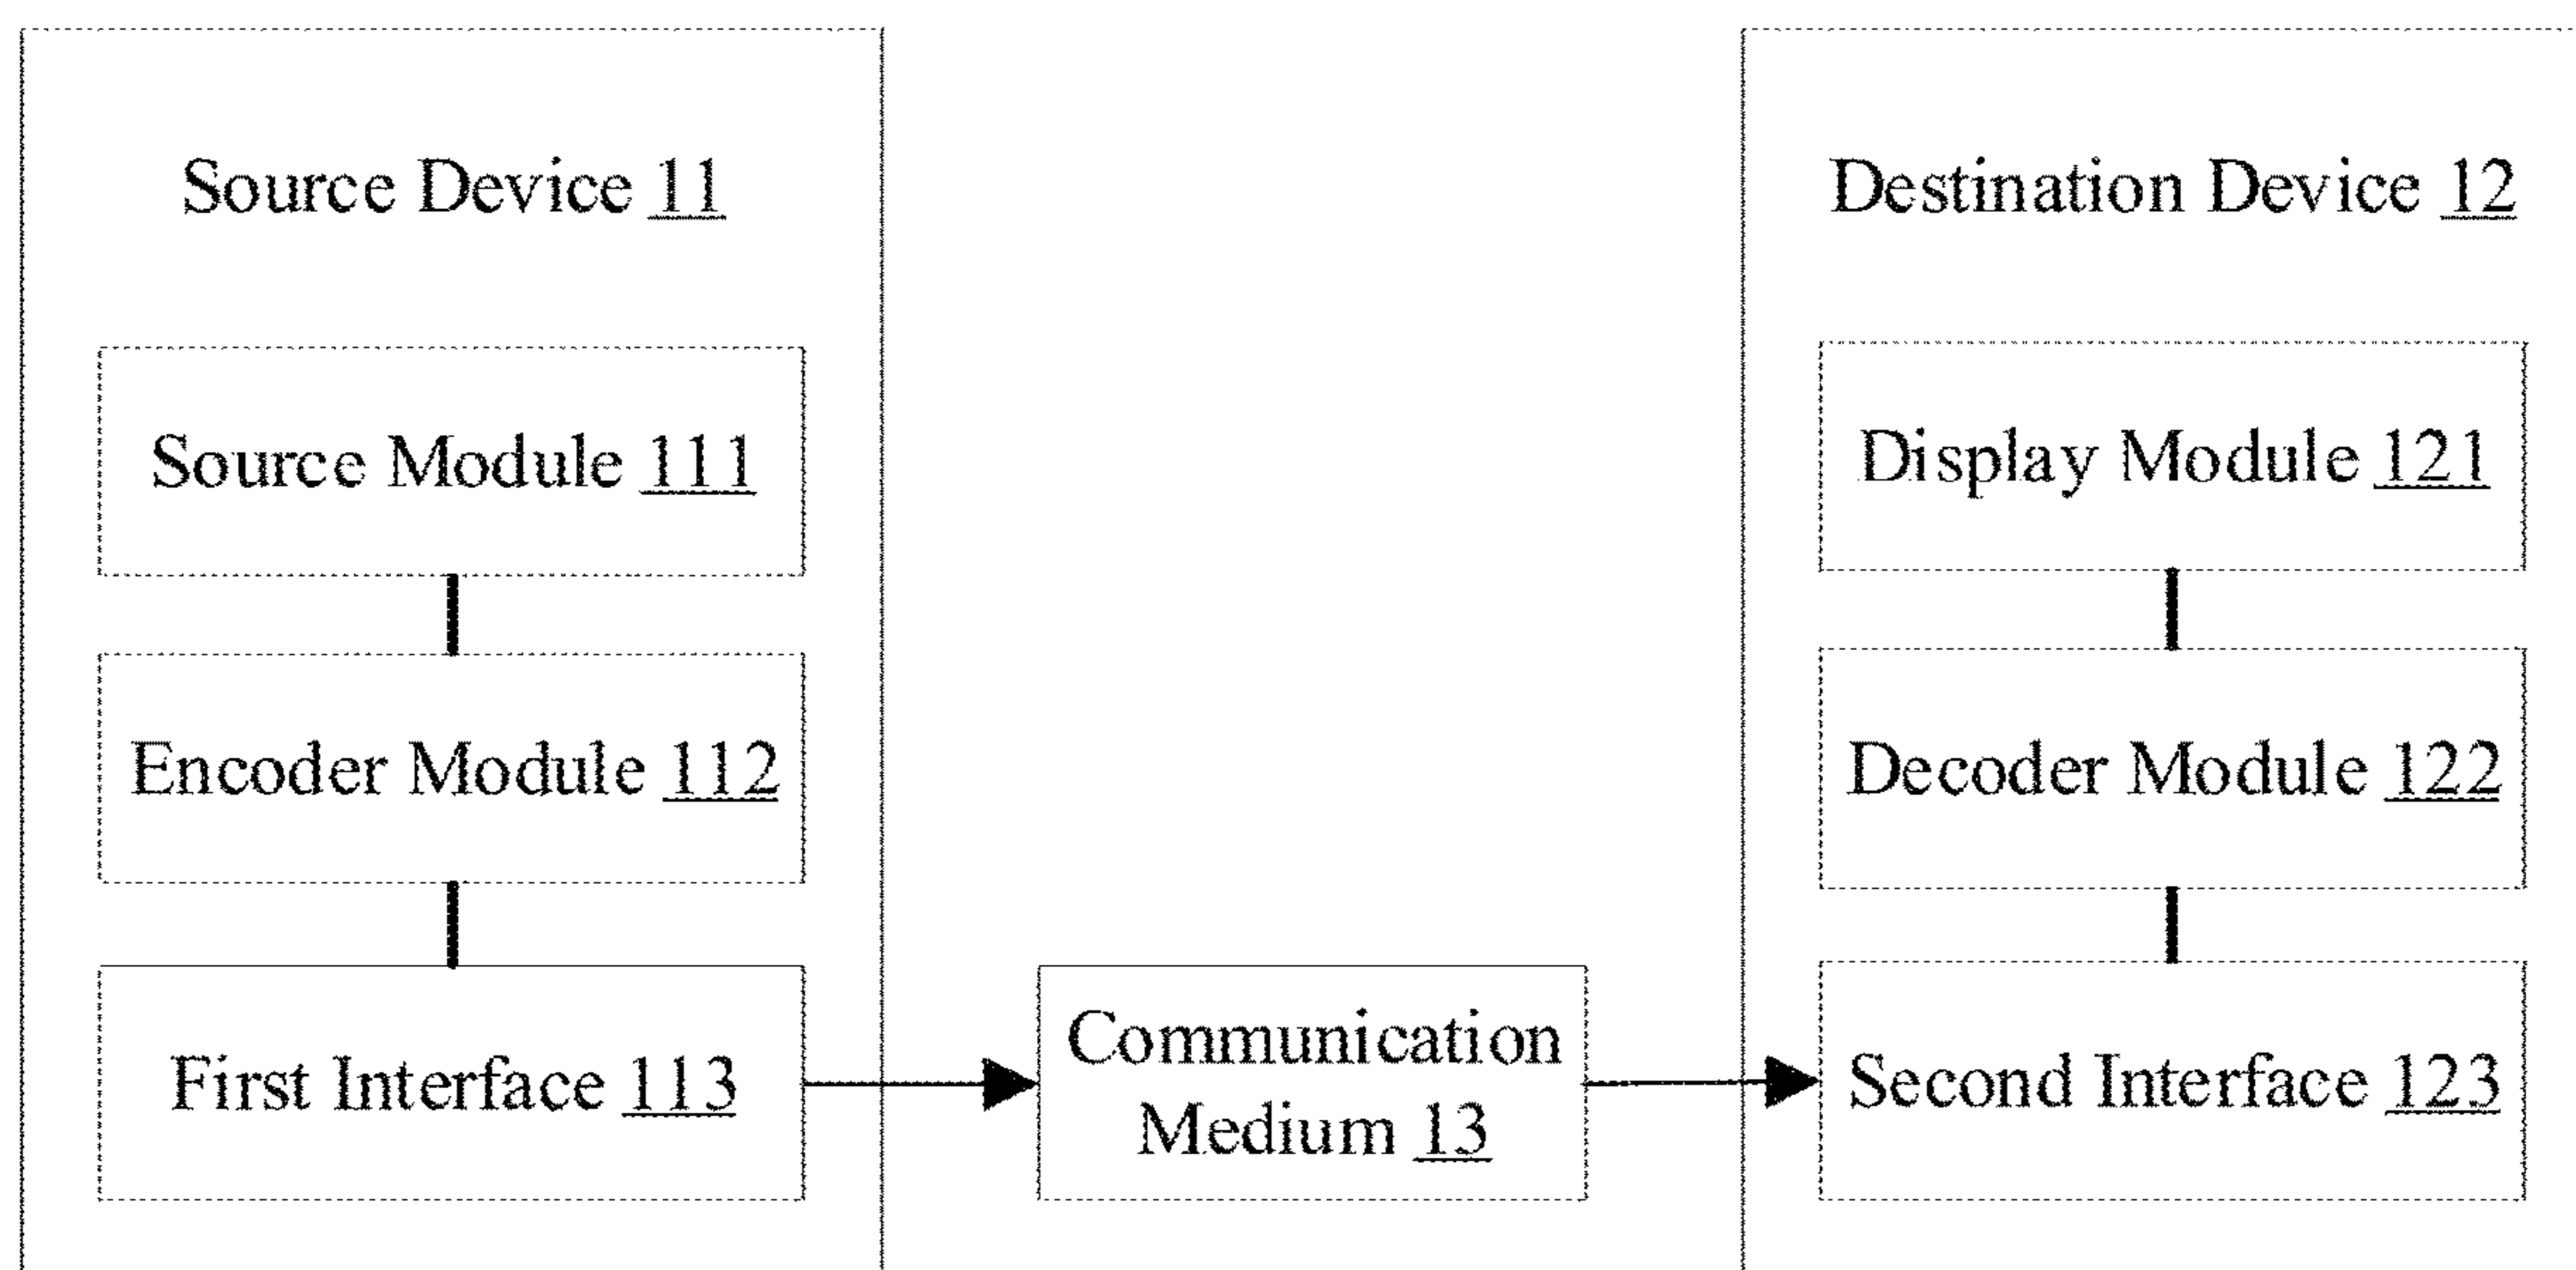 Source Device 11
Source Module 111
Encoder Module 112
First Interface 113
Communication
Medium 13
Destination Device 12
Display Module 121
Decoder Module 122
Second Interface 123